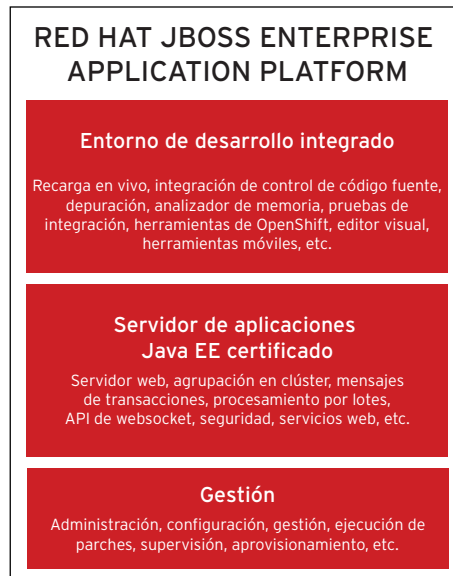 RED HAT JBOSS ENTERPRISE
APPLICATION PLATFORM
Entorno de desarrollo integrado
Recarga en vivo, integración de control de código fuente,
depuración, analizador de memoria, pruebas de
integración, herramientas de OpenShift, editor visual,
herramientas móviles, etc.
Servidor de aplicaciones
Java EE certificado
Servidor web, agrupación en clúster, mensajes
de transacciones, procesamiento por lotes,
API de websocket, seguridad, servicios web, etc.
Gestión
Administración, configuración, gestión, ejecución de
parches, supervisión, aprovisionamiento, etc.